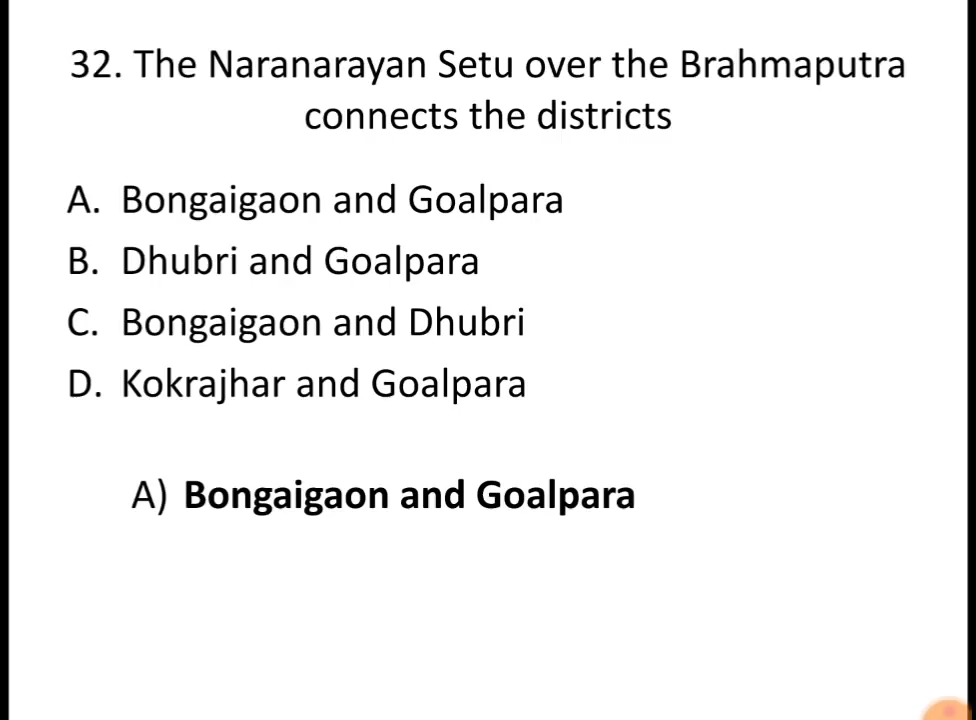 32. The Naranarayan Setu over the Brahmaputra
connects the districts
A. Bongaigaon and Goalpara
B. Dhubri and Goalpara
C. Bongaigaon and Dhubri
D. Kokrajhar and Goalpara
A) Bongaigaon and Goalpara